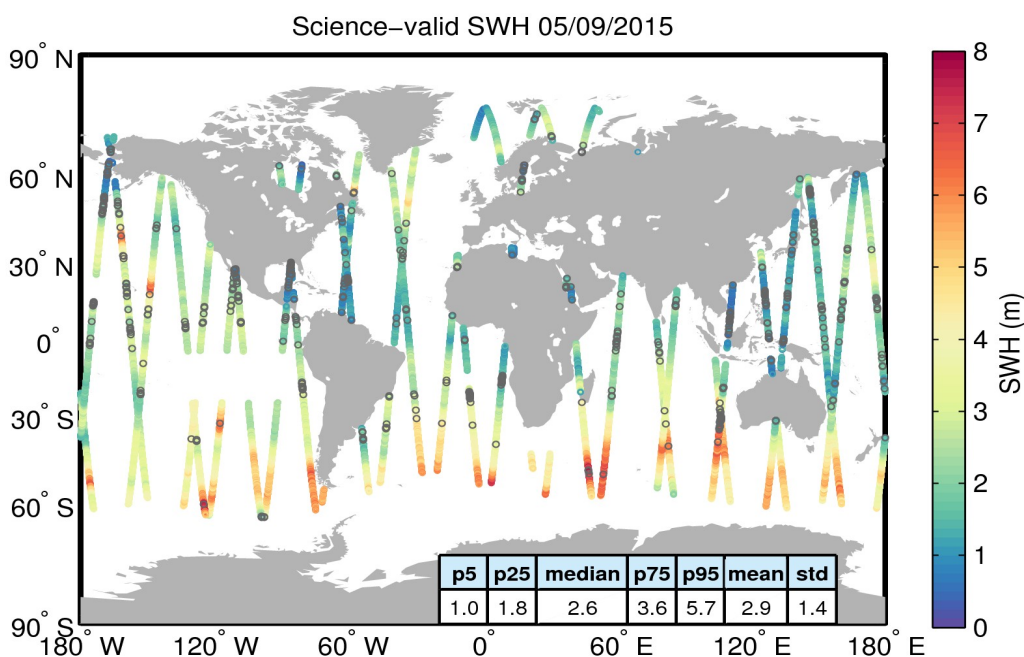 Science−valid SWH 05/09/2015
90° N
60° N
30° N
0°
30° S
60° S
90° S
180° W
120° W
60° W
0°
60° E
120° E
180° E
p5 p25 median p75 p95 mean std
1.0 1.8 2.6 3.6 5.7 2.9 1.4
8
7
6
5
4
3
2
1
0
SWH (m)